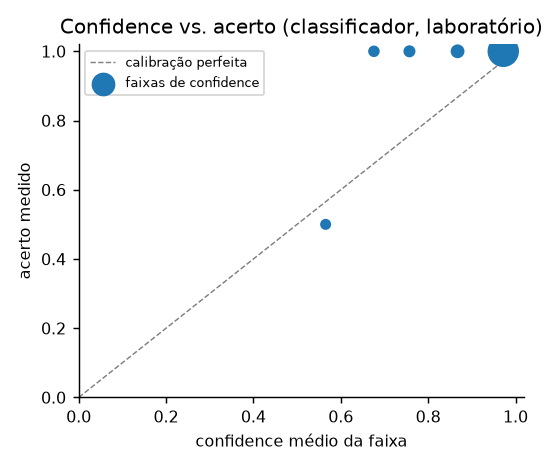 Confidence vs. acerto (classificador, laboratório)
calibração perfeita
faixas de confidence
acerto medido
1.0
0.8
0.6
0.4
0.2
0.0
0.0 0.2 0.4 0.6 0.8 1.0
confidence médio da faixa